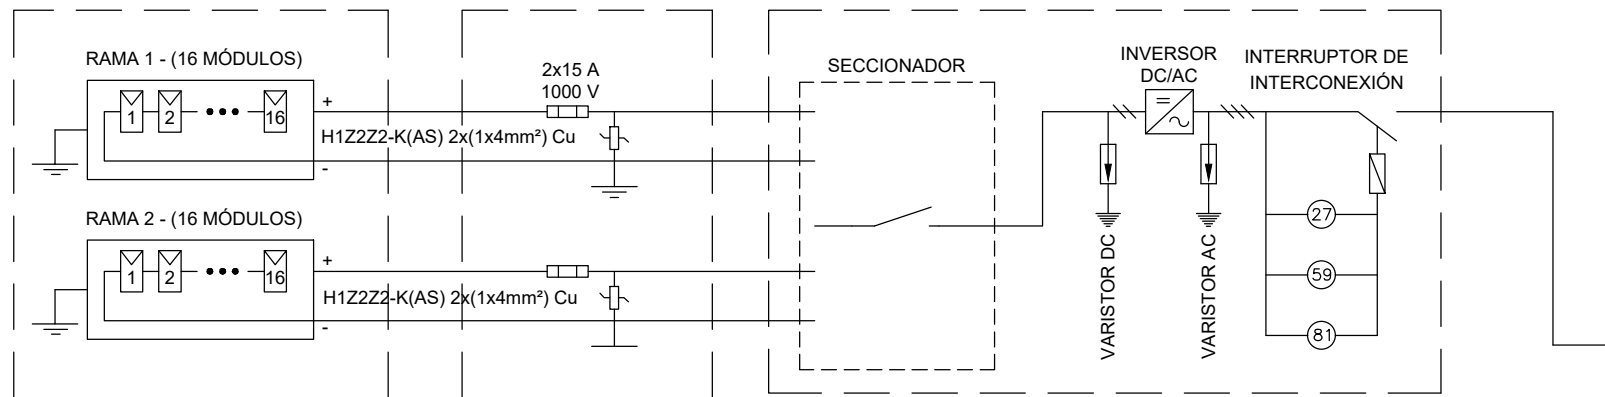 RAMA 1 - (16 MÓDULOS)
1 2 16
+
H1Z2Z2-K(AS) 2x(1x4mm²) Cu
-
2x15 A
1000 V
RAMA 2 - (16 MÓDULOS)
1 2 16
+
H1Z2Z2-K(AS) 2x(1x4mm²) Cu
-
SECCIONADOR
INVERSOR
DC/AC
INTERRUPTOR DE
INTERCONEXIÓN
VARISTOR DC
VARISTOR AC
27
59
81